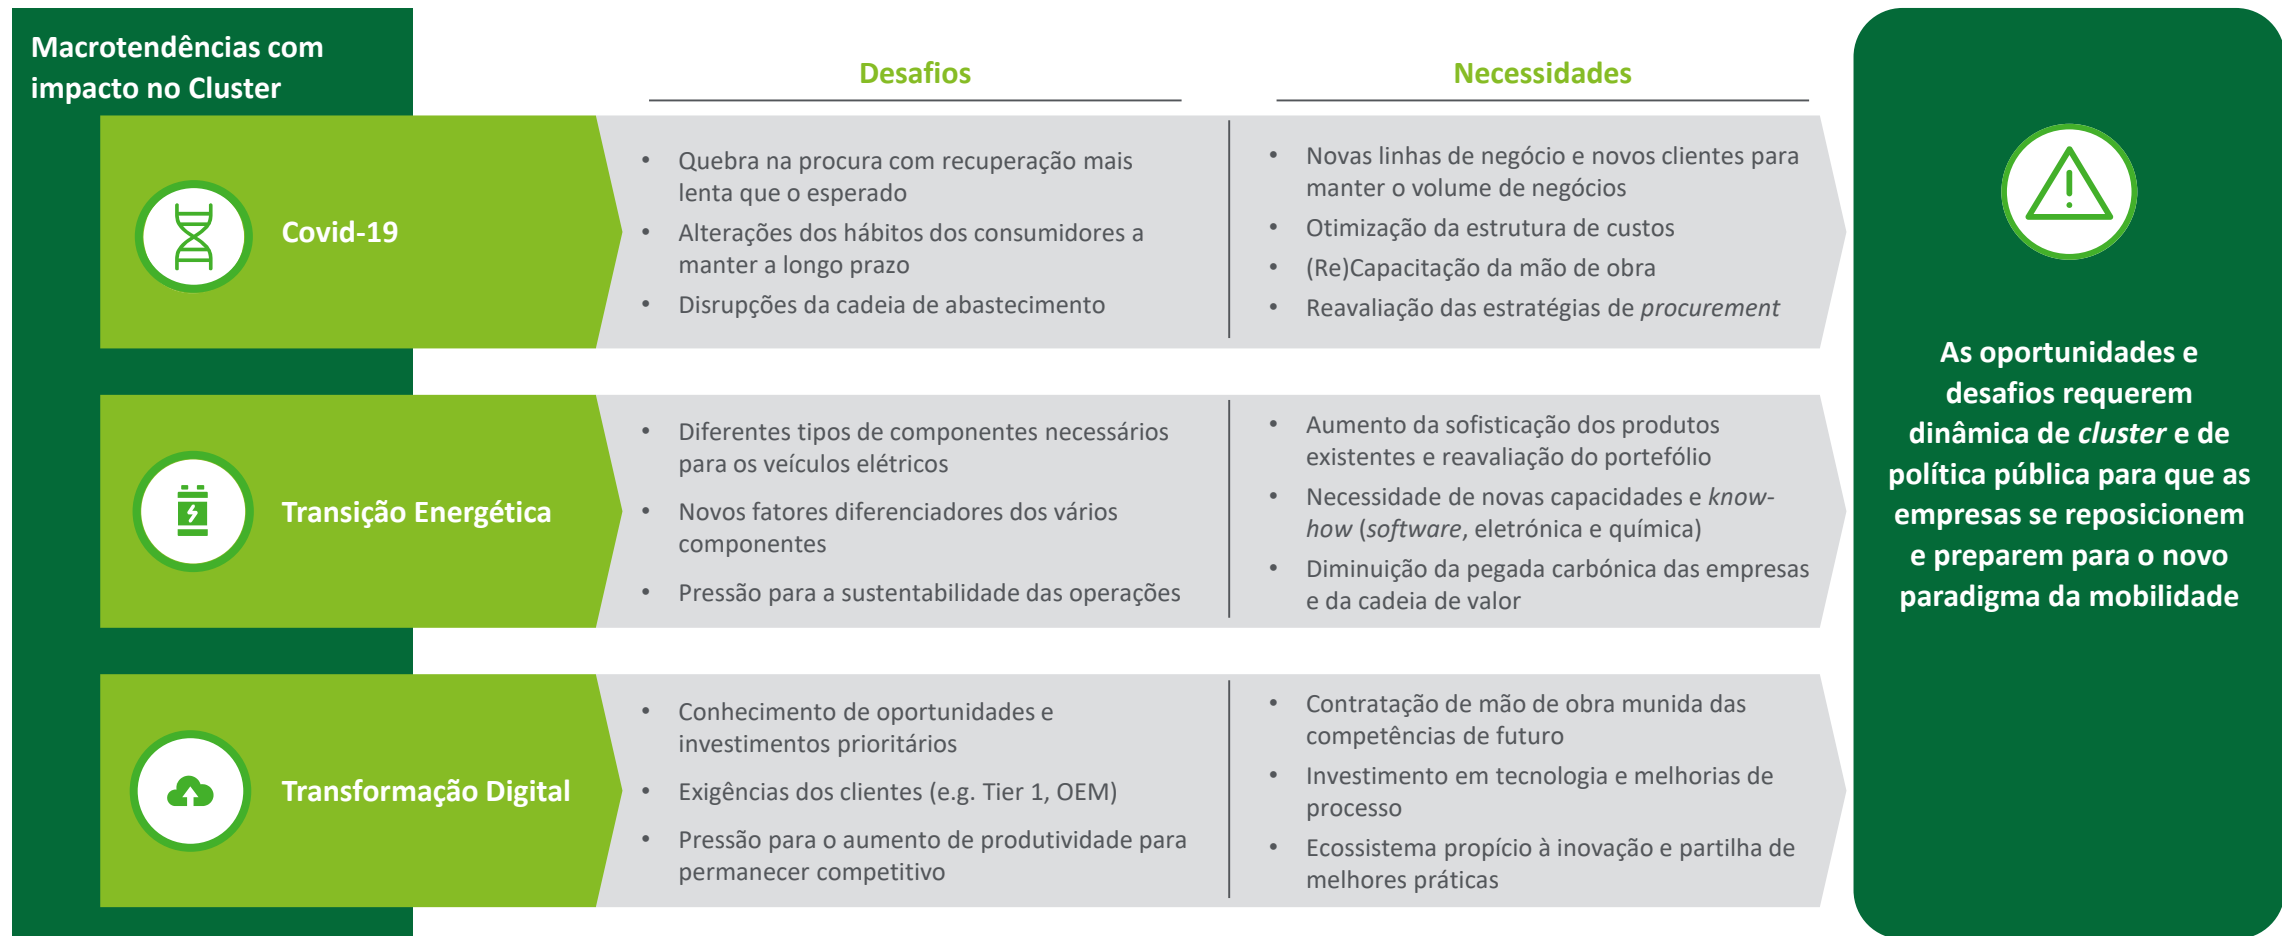 Macrotendências com
impacto no Cluster
Desafios
Necessidades
Covid-19
• Quebra na procura com recuperação mais
lenta que o esperado
• Alterações dos hábitos dos consumidores a
manter a longo prazo
• Disrupções da cadeia de abastecimento
• Novas linhas de negócio e novos clientes para
manter o volume de negócios
• Otimização da estrutura de custos
• (Re)Capacitação da mão de obra
• Reavaliação das estratégias de procurement
Transição Energética
• Diferentes tipos de componentes necessários
para os veículos elétricos
• Novos fatores diferenciadores dos vários
componentes
• Pressão para a sustentabilidade das operações
• Aumento da sofisticação dos produtos
existentes e reavaliação do portefólio
• Necessidade de novas capacidades e know-
how (software, eletrónica e química)
• Diminuição da pegada carbónica das empresas
e da cadeia de valor
Transformação Digital
• Conhecimento de oportunidades e
investimentos prioritários
• Exigências dos clientes (e.g. Tier 1, OEM)
• Pressão para o aumento de produtividade para
permanecer competitivo
• Contratação de mão de obra munida das
competências de futuro
• Investimento em tecnologia e melhorias de
processo
• Ecossistema propício à inovação e partilha de
melhores práticas
As oportunidades e
desafios requerem
dinâmica de cluster e de
política pública para que as
empresas se reposicionem
e preparem para o novo
paradigma da mobilidade